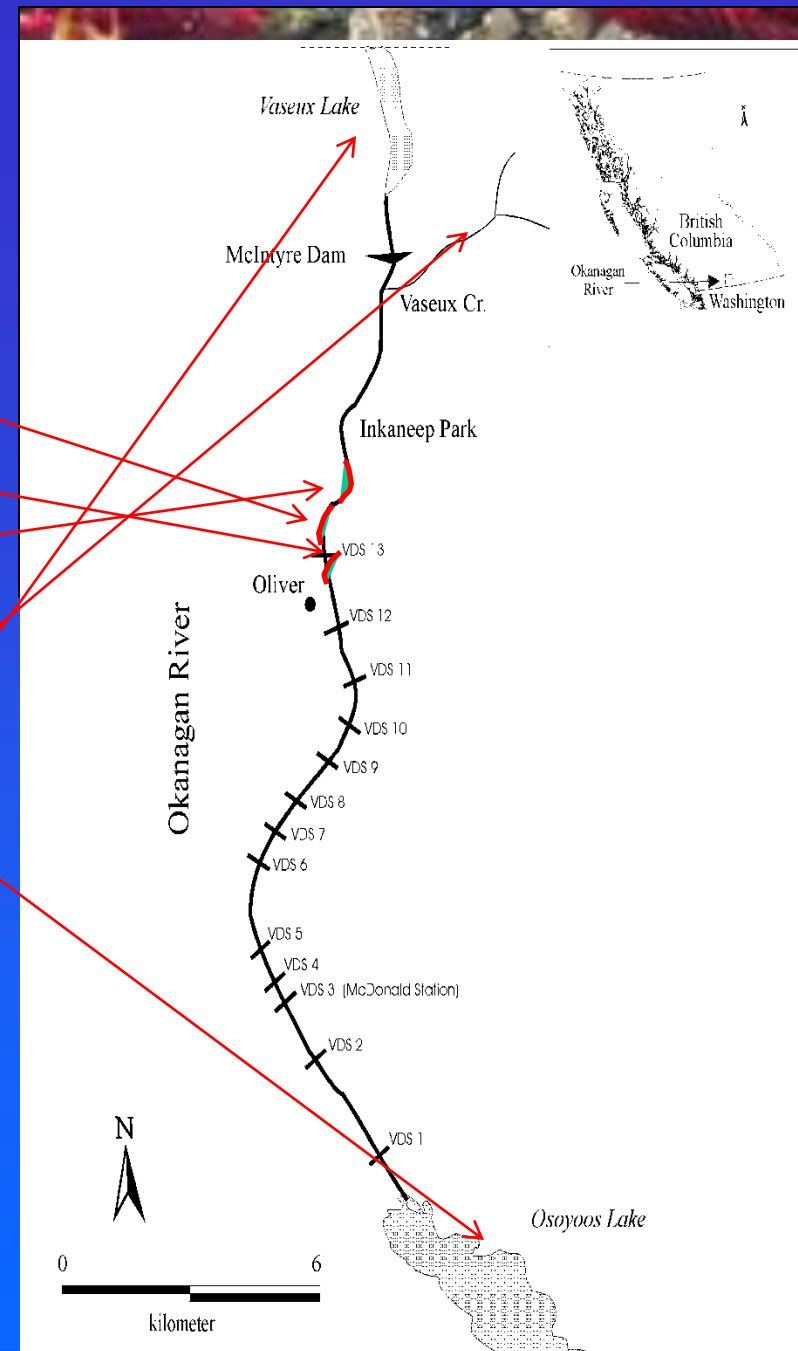 Vaseux Lake
British
Columbia
McIntyre Dam
Okanagan
River
Washington
Vaseux Cr.
Inkaneep Park
VDS 13
Oliver
VDS 12
Okanagan River
VDS 11
VDS 10
VDS 9
VDS 8
VDS 7
VDS 6
VDS 5
VDS 4
VDS 3 (McDonald Station)
VDS 2
N
VDS 1
Osoyoos Lake
0 6
kilometer